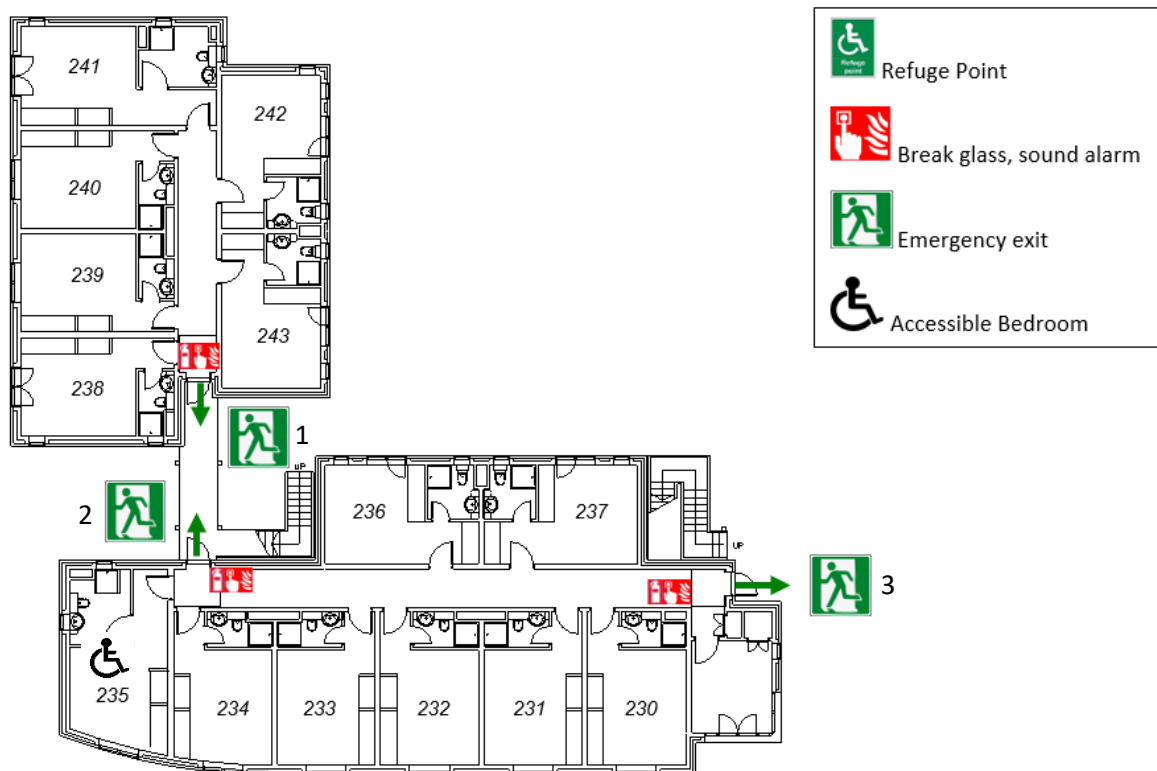 241
242
240
239
243
238
1
UP
2
236
237
UP
3
235
234
233
232
231
230
Refuge
point
Refuge Point
Break glass, sound alarm
Emergency exit
Accessible Bedroom